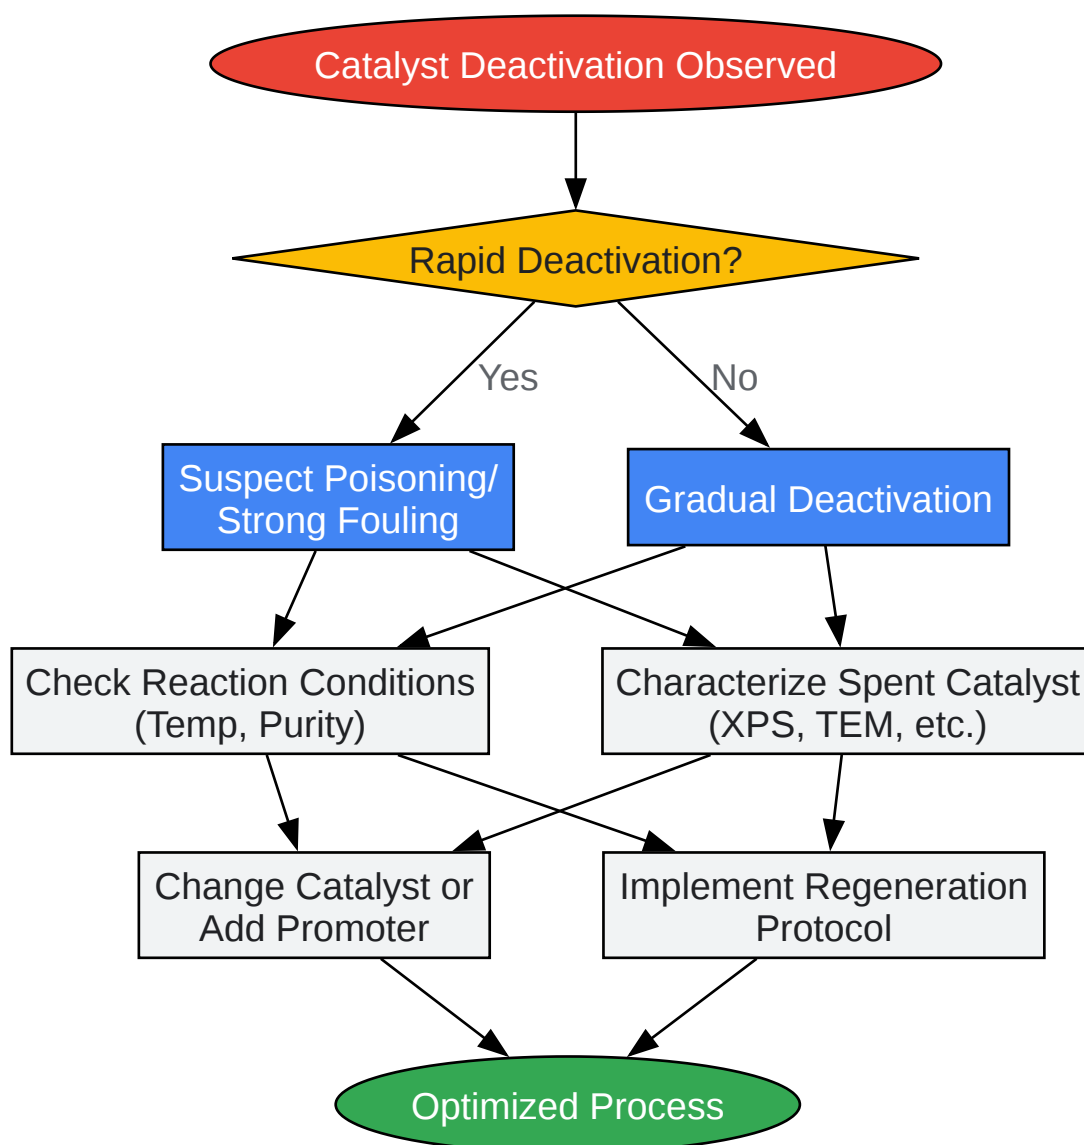 Catalyst Deactivation Observed
Rapid Deactivation?
Yes
No
Suspect Poisoning/
Strong Fouling
Gradual Deactivation
Check Reaction Conditions
(Temp, Purity)
Characterize Spent Catalyst
(XPS, TEM, etc.)
Change Catalyst or
Add Promoter
Implement Regeneration
Protocol
Optimized Process